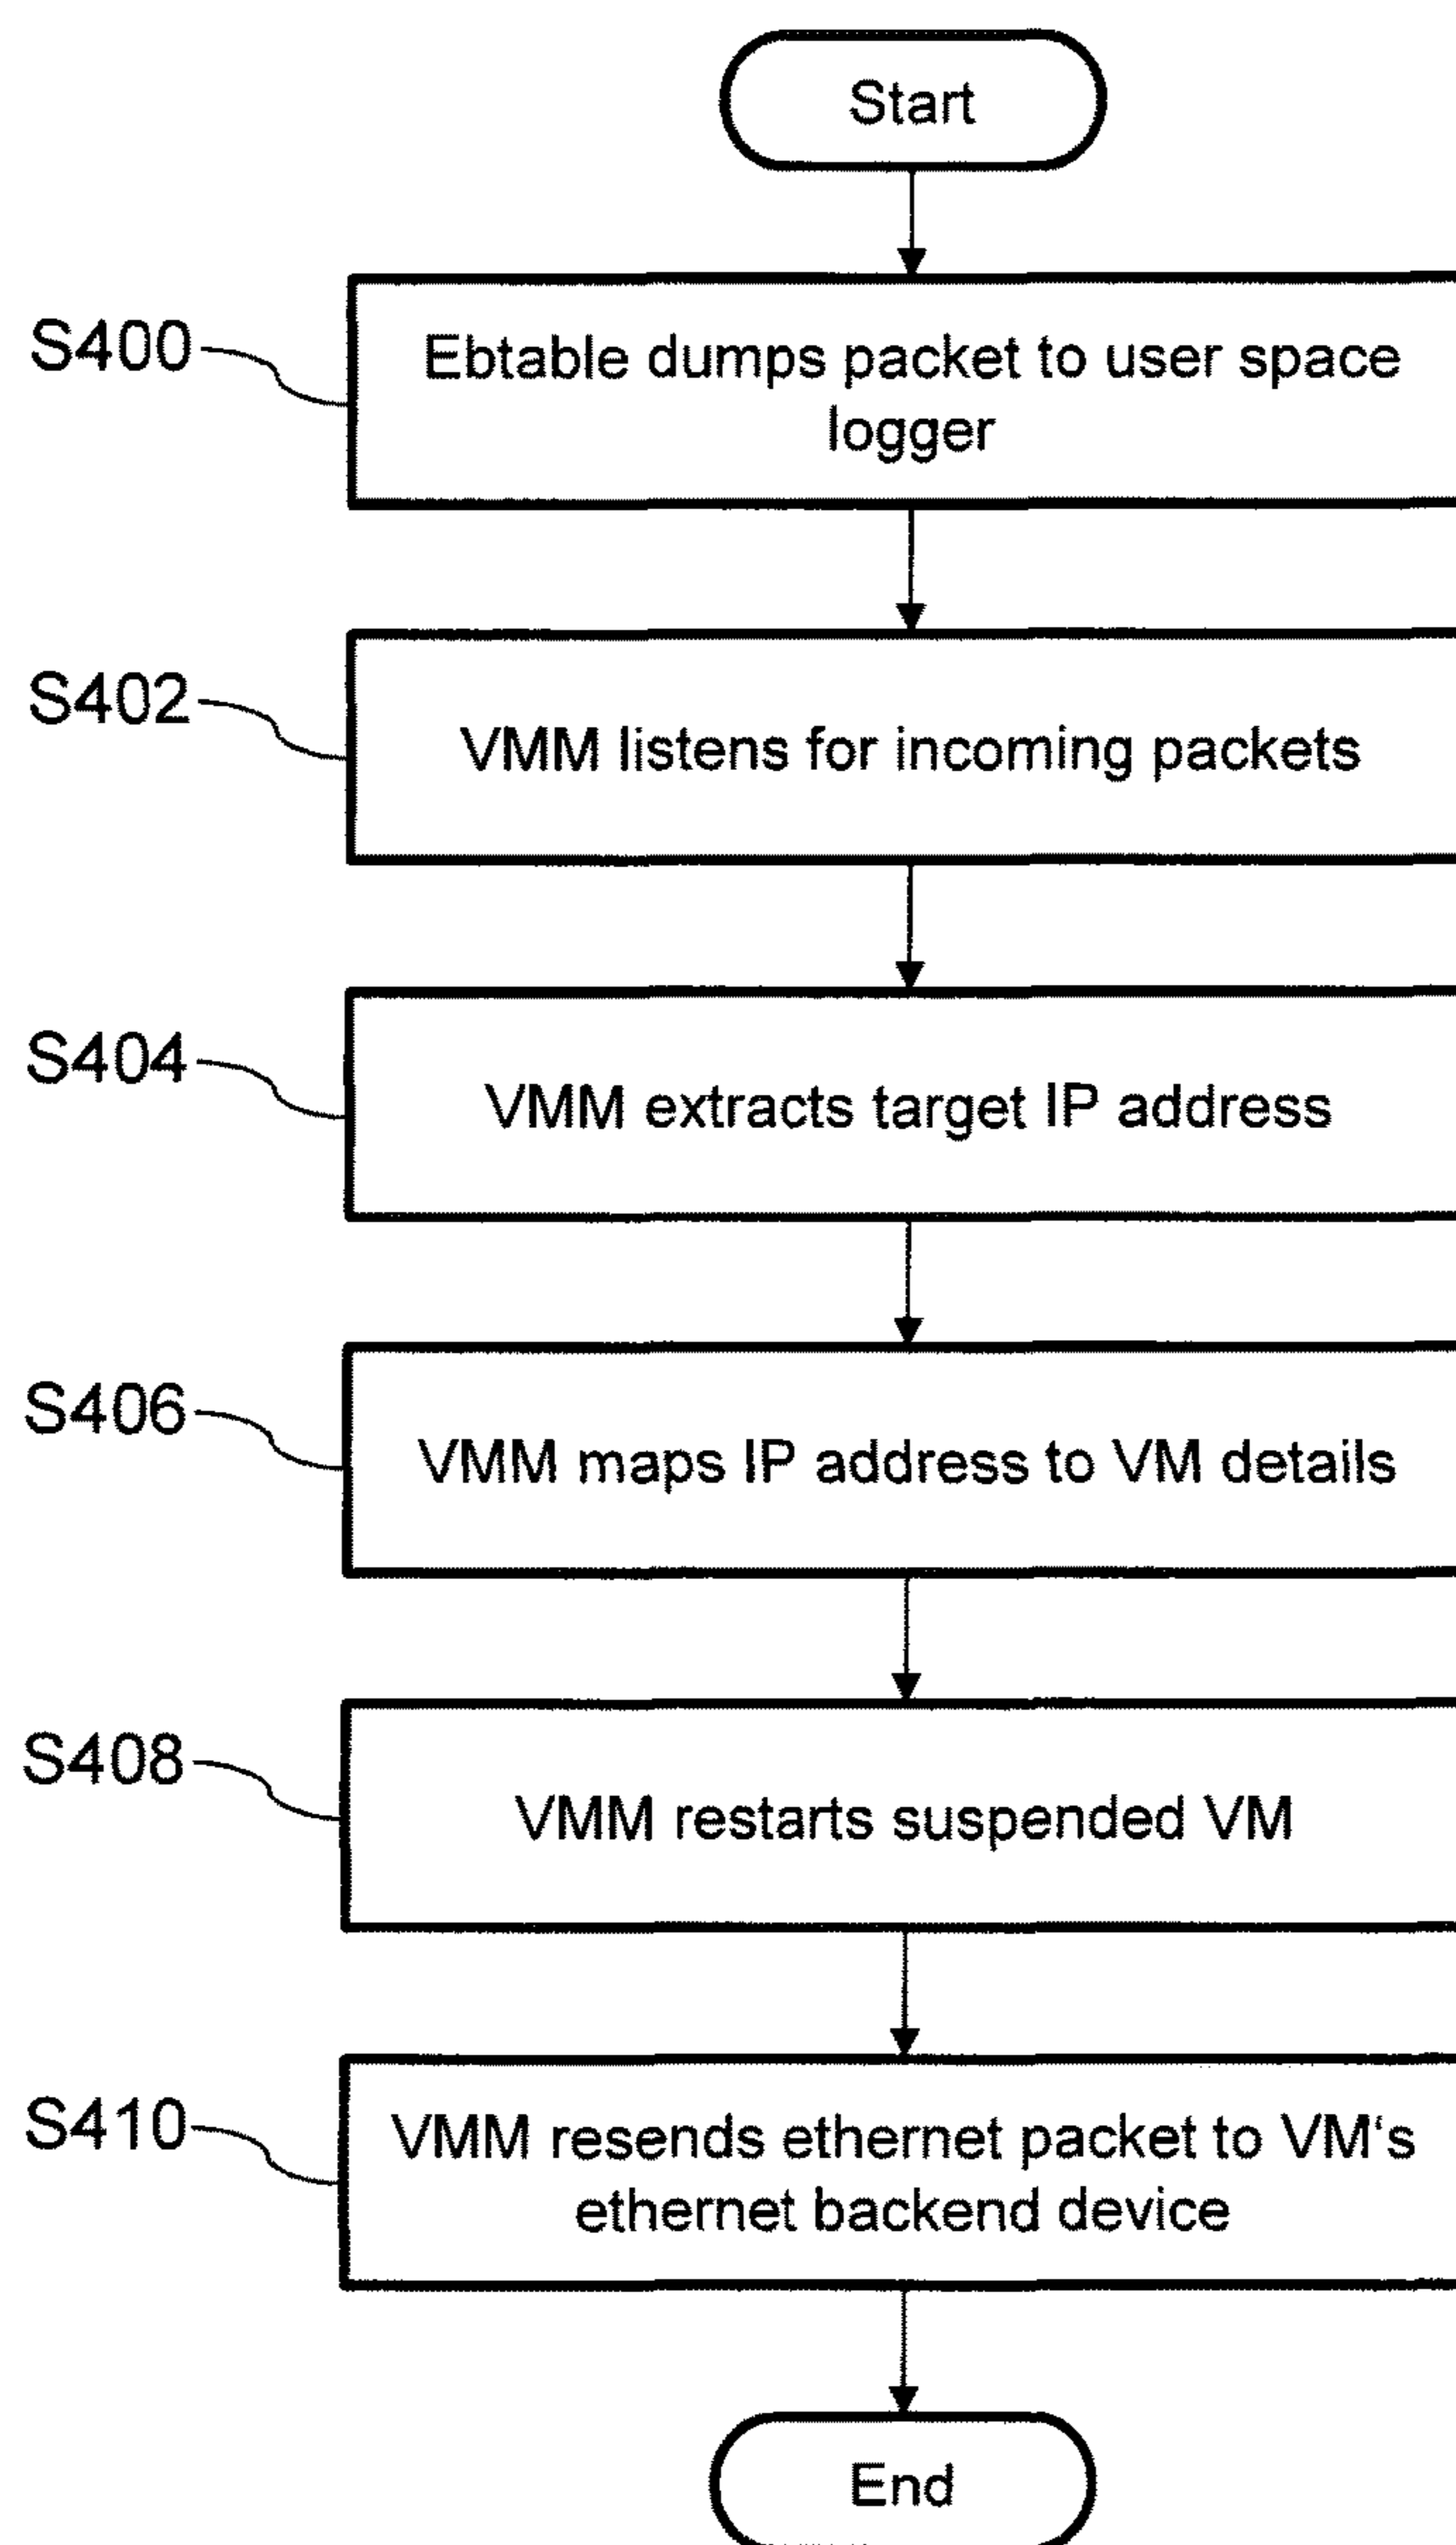 Start
S400
Ebtable dumps packet to user space
logger
S402
VMM listens for incoming packets
S404
VMM extracts target IP address
S406
VMM maps IP address to VM details
S408
VMM restarts suspended VM
S410
VMM resends ethernet packet to VM‘s
ethernet backend device
End